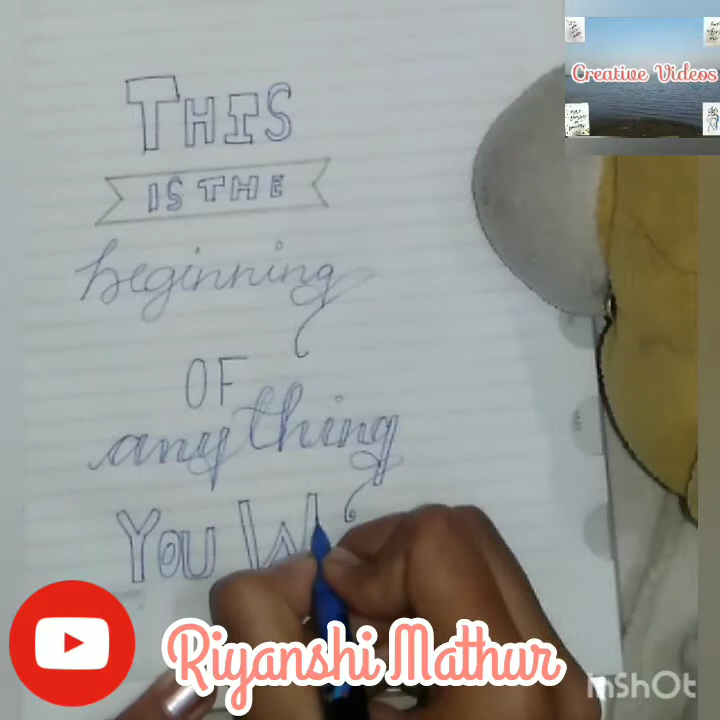 Creative Videos
THIS
IS THE
beginning
OF
anything
YOU W
Riyanshi Mathur
inShOt